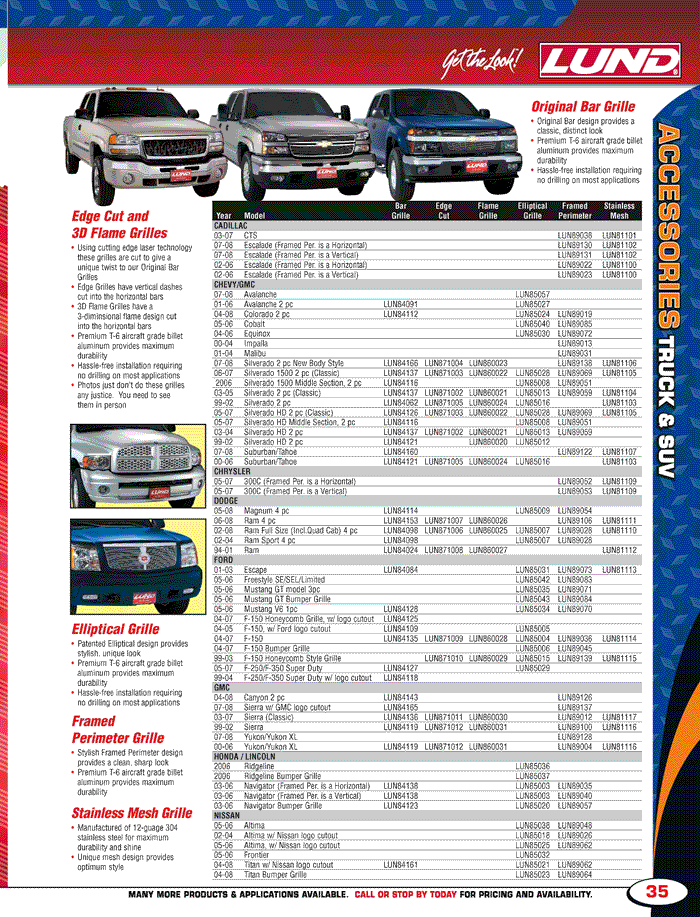 Get the Look!
LUND
Original Bar Grille
• Original Bar design provides a
classic, distinct look
• Premium T-6 aircraft grade billet
aluminum provides maximum
durability
• Hassle-free installation requiring
no drilling on most applications
ACCESSORIES TRUCK & SUV
Edge Cut and
3D Flame Grilles
• Using cutting edge laser technology
these grilles are cut to give a
unique twist to our Original Bar
Grilles
• Edge Grilles have vertical dashes
cut into the horizontal bars
• 3D Flame Grilles have a
3-diminsional flame design cut
into the horizontal bars
• Premium T-6 aircraft grade billet
aluminum provides maximum
durability
• Hassle-free installation requiring
no drilling on most applications
• Photos just don't do these grilles
any justice. You need to see
them in person
Elliptical Grille
• Patented Elliptical design provides
stylish, unique look
• Premium T-6 aircraft grade billet
aluminum provides maximum
durability
• Hassle-free installation requiring
no drilling on most applications
Framed
Perimeter Grille
• Stylish Framed Perimeter design
provides a clean, sharp look
• Premium T-6 aircraft grade billet
aluminum provides maximum
durability
Stainless Mesh Grille
• Manufactured of 12-guage 304
stainless steel for maximum
durability and shine
• Unique mesh design provides
optimum style
Bar Edge Flame Elliptical Framed Stainless
Year Model Grille Cut Grille Grille Perimeter Mesh
CADILLAC
03-07 CTS LUN89038 LUN81101
07-08 Escalade (Framed Per. is a Horizontal) LUN89130 LUN81102
07-08 Escalade (Framed Per. is a Vertical) LUN89131 LUN81102
02-06 Escalade (Framed Per. is a Horizontal) LUN89022 LUN81100
02-06 Escalade (Framed Per. is a Vertical) LUN89023 LUN81100
CHEVY/GMC
07-08 Avalanche LUN85057
01-06 Avalanche 2 pc LUN84091 LUN85027
04-08 Colorado 2 pc LUN84112 LUN85024 LUN89019
05-06 Cobalt LUN85040 LUN89085
04-06 Equinox LUN85030 LUN89072
00-04 Impalla LUN89013
01-04 Malibu LUN89031
07-08 Silverado 2 pc New Body Style LUN84166 LUN871004 LUN860023 LUN89138 LUN81106
06-07 Silverado 1500 2 pc (Classic) LUN84137 LUN871003 LUN860022 LUN85028 LUN89069 LUN81105
2006 Silverado 1500 Middle Section, 2 pc LUN84116 LUN85008 LUN89051
03-05 Silverado 2 pc (Classic) LUN84137 LUN871002 LUN860021 LUN85013 LUN89059 LUN81104
99-02 Silverado 2 pc LUN84062 LUN871005 LUN860024 LUN85016 LUN81103
05-07 Silverado HD 2 pc (Classic) LUN84126 LUN871003 LUN860022 LUN85028 LUN89069 LUN81105
05-07 Silverado HD Middle Section, 2 pc LUN84116 LUN85008 LUN89051
03-04 Silverado HD 2 pc LUN84137 LUN871002 LUN860021 LUN85013 LUN89059
99-02 Silverado HD 2 pc LUN84121 LUN860020 LUN85012
07-08 Suburban/Tahoe LUN84160 LUN89122 LUN81107
00-06 Suburban/Tahoe LUN84121 LUN871005 LUN860024 LUN85016 LUN81103
CHRYSLER
05-07 300C (Framed Per. is a Horizontal) LUN89052 LUN81109
05-07 300C (Framed Per. is a Vertical) LUN89053 LUN81109
DODGE
05-08 Magnum 4 pc LUN84114 LUN85009 LUN89054
06-08 Ram 4 pc LUN84153 LUN871007 LUN860026 LUN89106 LUN81111
02-08 Ram Full Size (Incl.Quad Cab) 4 pc LUN84098 LUN871006 LUN860025 LUN85007 LUN89028 LUN81110
02-04 Ram Sport 4 pc LUN84098 LUN85007 LUN89028
94-01 Ram LUN84024 LUN871008 LUN860027 LUN81112
FORD
01-03 Escape LUN84084 LUN85031 LUN89073 LUN81113
05-06 Freestyle SE/SEL/Limited LUN85042 LUN89083
05-06 Mustang GT model 3pc LUN85035 LUN89071
05-06 Mustang GT Bumper Grille LUN85043 LUN89084
05-06 Mustang V6 1pc LUN84128 LUN85034 LUN89070
04-07 F-150 Honeycomb Grille, w/ logo cutout LUN84125
04-05 F-150, w/ Ford logo cutout LUN84109 LUN85005
04-07 F-150 LUN84135 LUN871009 LUN860028 LUN85004 LUN89036 LUN81114
04-07 F-150 Bumper Grille LUN85006 LUN89045
99-03 F-150 Honeycomb Style Grille LUN871010 LUN860029 LUN85015 LUN89139 LUN81115
05-07 F-250/F-350 Super Duty LUN84127 LUN85029
99-04 F-250/F-350 Super Duty w/ logo cutout LUN84118
GMC
04-08 Canyon 2 pc LUN84143 LUN89126
07-08 Sierra w/ GMC logo cutout LUN84165 LUN89137
03-07 Sierra (Classic) LUN84136 LUN871011 LUN860030 LUN89012 LUN81117
99-02 Sierra LUN84119 LUN871012 LUN860031 LUN89100 LUN81116
07-08 Yukon/Yukon XL LUN89128
00-06 Yukon/Yukon XL LUN84119 LUN871012 LUN860031 LUN89004 LUN81116
HONDA / LINCOLN
2006 Ridgeline LUN85036
2006 Ridgeline Bumper Grille LUN85037
03-06 Navigator (Framed Per. is a Horizontal) LUN84138 LUN85003 LUN89035
03-06 Navigator (Framed Per. is a Vertical) LUN84138 LUN85003 LUN89040
03-06 Navigator Bumper Grille LUN84123 LUN85020 LUN89057
NISSAN
05-06 Altima LUN85038 LUN89048
02-04 Altima w/ Nissan logo cutout LUN85018 LUN89026
05-06 Altima, w/ Nissan logo cutout LUN85025 LUN89062
05-06 Frontier LUN85032
04-08 Titan w/ Nissan logo cutout LUN84161 LUN85021 LUN89062
04-08 Titan Bumper Grille LUN85023 LUN89064
MANY MORE PRODUCTS & APPLICATIONS AVAILABLE. CALL OR STOP BY TODAY FOR PRICING AND AVAILABILITY.
35